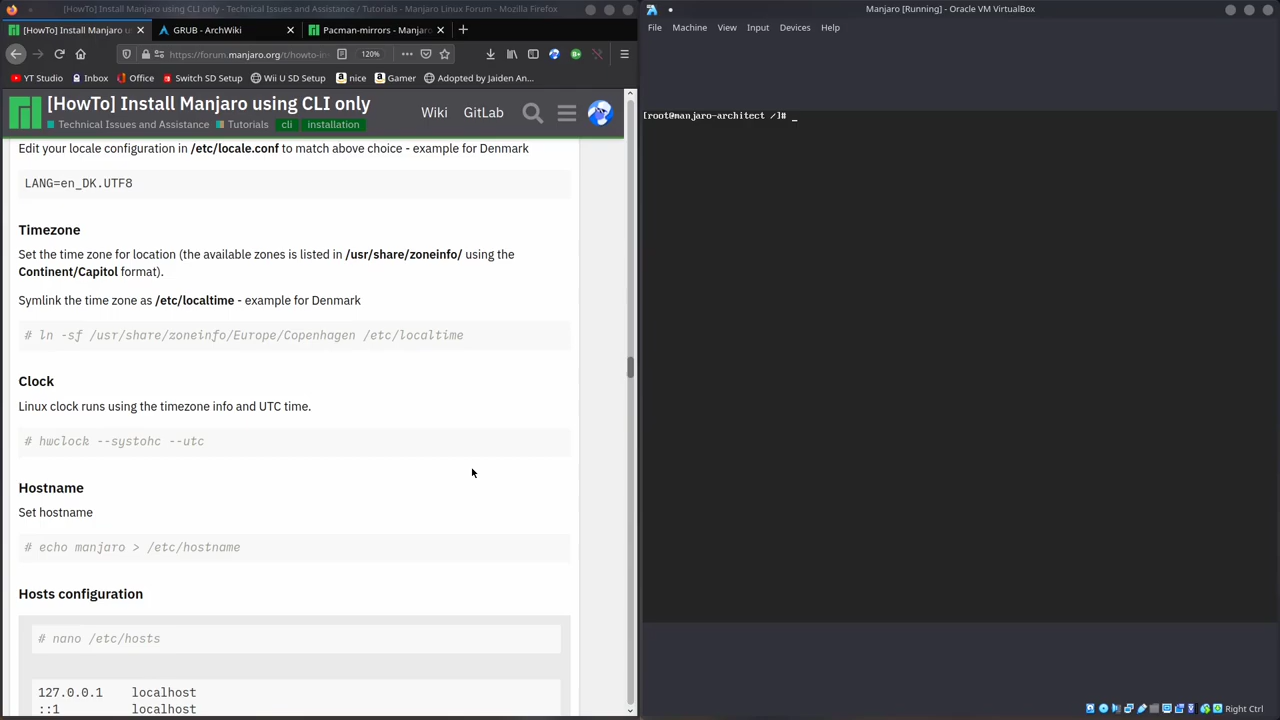 [HowTo] Install Manjaro using CLI only - Technical Issues and Assistance / Tutorials - Manjaro Linux Forum - Mozilla Firefox
[HowTo] Install Manjaro u
GRUB - ArchWiki
Pacman-mirrors - Manjaro
https://forum.manjaro.org/t/howto-ins
120%
YT Studio
Inbox
Office
Switch SD Setup
Wii U SD Setup
nice
Gamer
Adopted by Jaiden An...
[HowTo] Install Manjaro using CLI only
Technical Issues and Assistance
Tutorials
cli
installation
Wiki
GitLab
Edit your locale configuration in /etc/locale.conf to match above choice - example for Denmark
LANG=en_DK.UTF8
Timezone
Set the time zone for location (the available zones is listed in /usr/share/zoneinfo/ using the
Continent/Capitol format).
Symlink the time zone as /etc/localtime - example for Denmark
# ln -sf /usr/share/zoneinfo/Europe/Copenhagen /etc/localtime
Clock
Linux clock runs using the timezone info and UTC time.
# hwclock --systohc --utc
Hostname
Set hostname
# echo manjaro > /etc/hostname
Hosts configuration
# nano /etc/hosts
127.0.0.1    localhost
::1          localhost
Manjaro [Running] - Oracle VM VirtualBox
File
Machine
View
Input
Devices
Help
[root@manjaro-architect /]# _
Right Ctrl